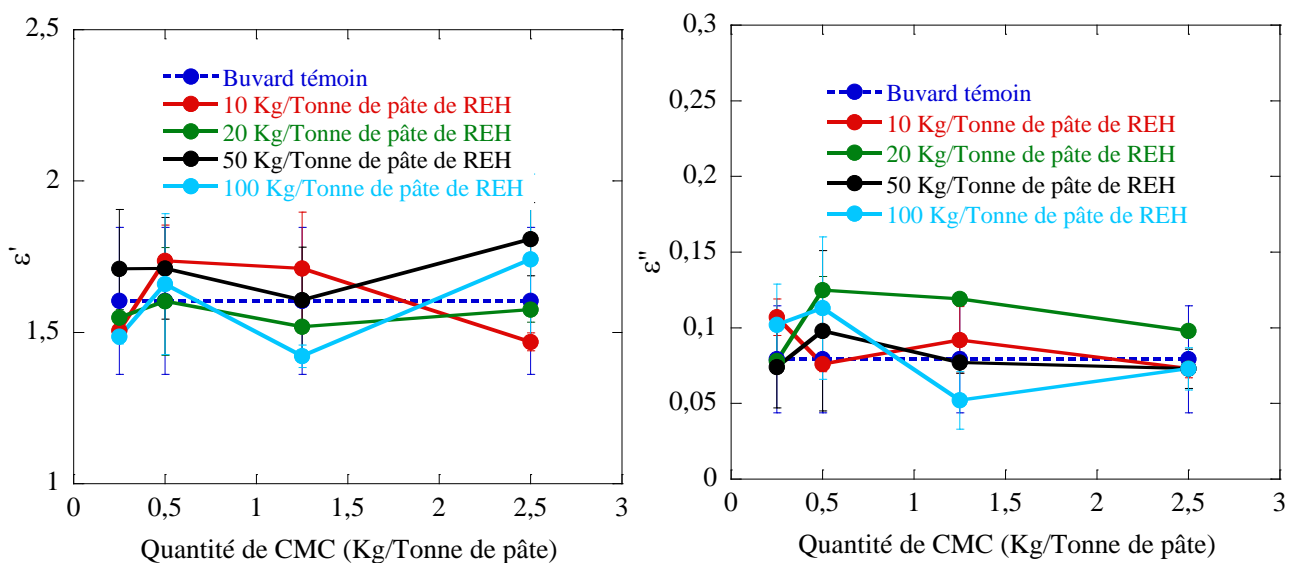 2,5
2
1,5
1
ε'
Buvard témoin
10 Kg/Tonne de pâte de REH
20 Kg/Tonne de pâte de REH
50 Kg/Tonne de pâte de REH
100 Kg/Tonne de pâte de REH
0 0,5 1 1,5 2 2,5 3
Quantité de CMC (Kg/Tonne de pâte)
0,3
0,25
0,2
0,15
0,1
0,05
0
ε"
Buvard témoin
10 Kg/Tonne de pâte de REH
20 Kg/Tonne de pâte de REH
50 Kg/Tonne de pâte de REH
100 Kg/Tonne de pâte de REH
0 0,5 1 1,5 2 2,5 3
Quantité de CMC (Kg/Tonne de pâte)